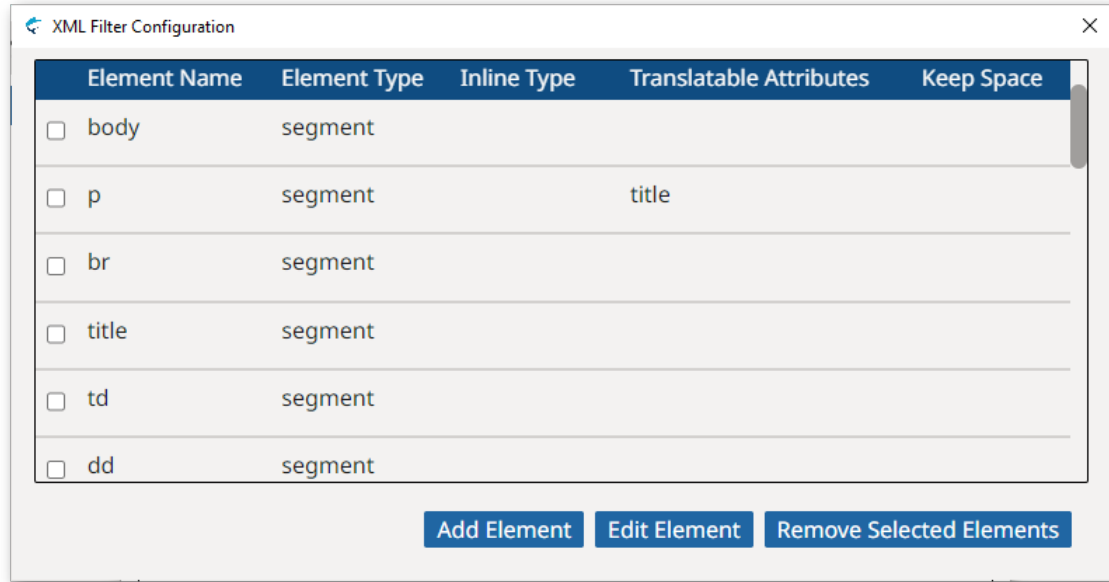 XML Filter Configuration
Element Name Element Type Inline Type Translatable Attributes Keep Space
body segment
p segment title
br segment
title segment
td segment
dd segment
Add Element Edit Element Remove Selected Elements